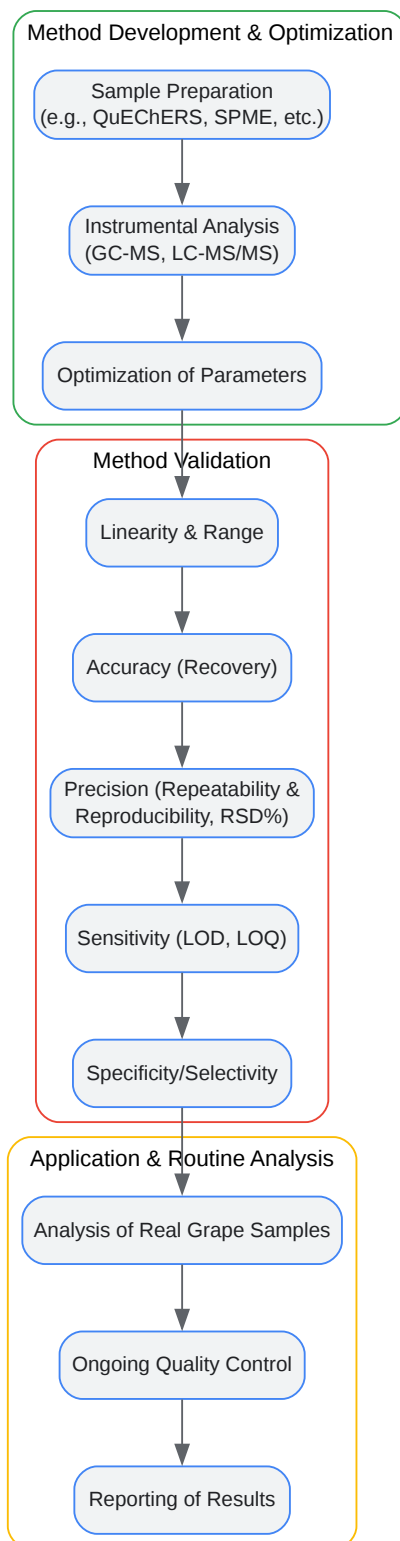 Method Development & Optimization
Sample Preparation
(e.g., QuEChERS, SPME, etc.)
Instrumental Analysis
(GC-MS, LC-MS/MS)
Optimization of Parameters
Method Validation
Linearity & Range
Accuracy (Recovery)
Precision (Repeatability &
Reproducibility, RSD%)
Sensitivity (LOD, LOQ)
Specificity/Selectivity
Application & Routine Analysis
Analysis of Real Grape Samples
Ongoing Quality Control
Reporting of Results